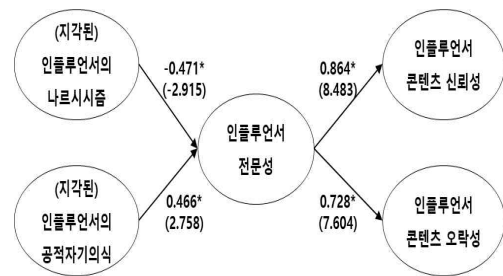 (지각된)
인플루언서의
나르시시즘
-0.471*
(-2.915)
(지각된)
인플루언서의
공적자기의식
0.466*
(2.758)
인플루언서
전문성
0.864*
(8.483)
인플루언서
콘텐츠 신뢰성
0.728*
(7.604)
인플루언서
콘텐츠 오락성